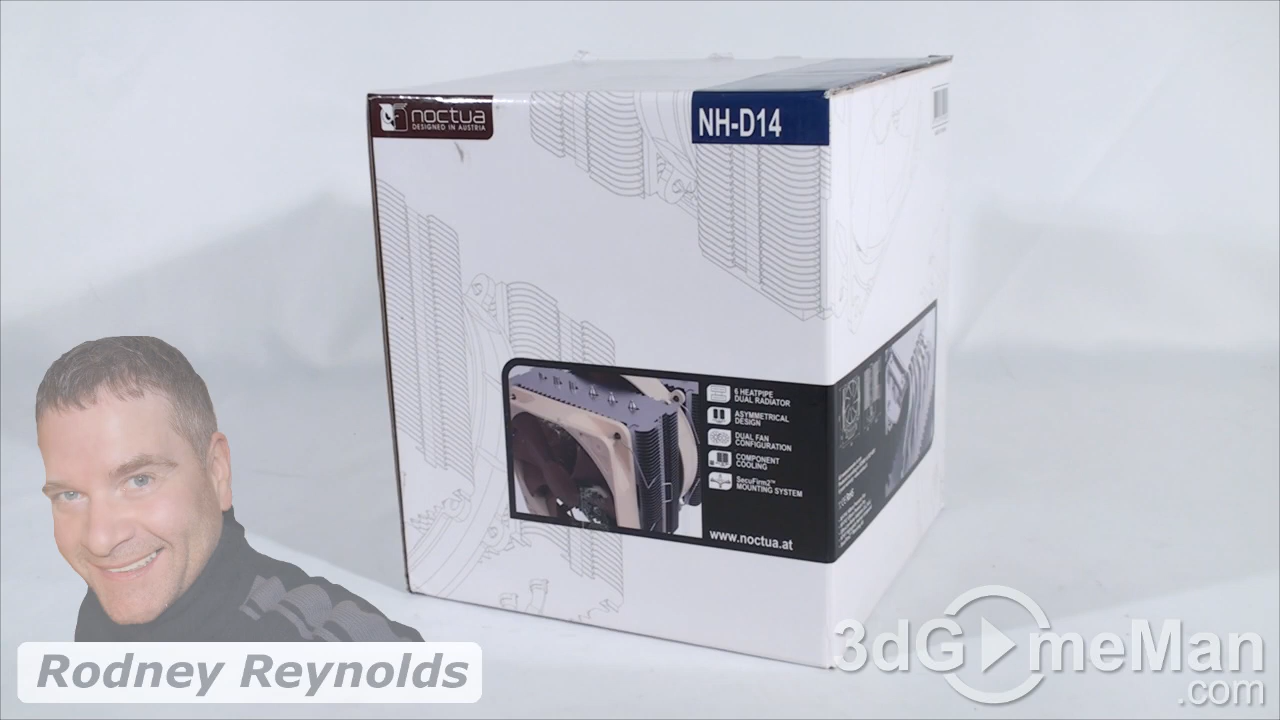 noctua
DESIGNED IN AUSTRIA
NH-D14
6 HEATPIPE
DUAL RADIATOR
ASYMMETRICAL
DESIGN
DUAL FAN
CONFIGURATION
COMPONENT
COOLING
SecuFirm2™
MOUNTING SYSTEM
www.noctua.at
Rodney Reynolds
3dGameMan
.com